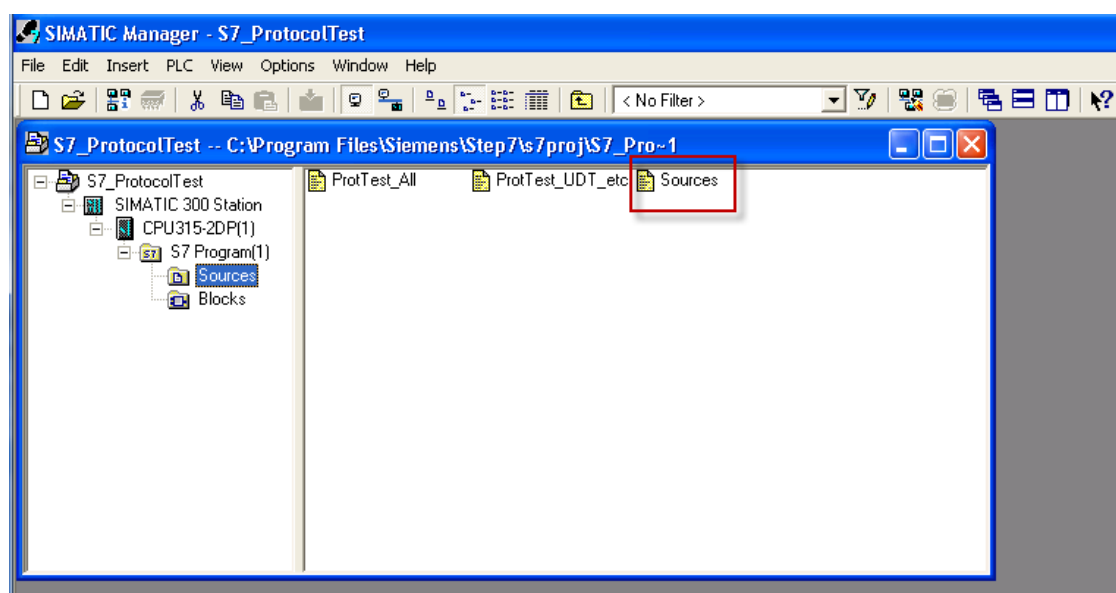 SIMATIC Manager - S7_ProtocolTest
File Edit Insert PLC View Options Window Help
< No Filter >
S7_ProtocolTest -- C:\Program Files\Siemens\Step7\s7proj\S7_Pro~1
S7_ProtocolTest
SIMATIC 300 Station
CPU315-2DP(1)
S7 Program(1)
Sources
Blocks
ProtTest_All ProtTest_UDT_etc Sources